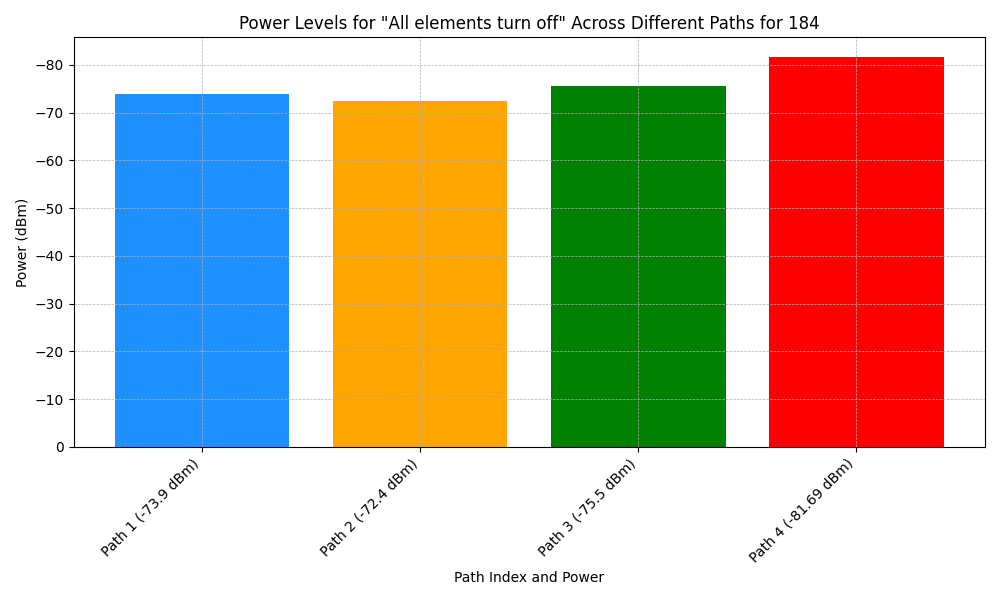 Power Levels for "All elements turn off" Across Different Paths for 184
−80
−70
−60
−50
−40
−30
−20
−10
0
Power (dBm)
Path 1 (-73.9 dBm)
Path 2 (-72.4 dBm)
Path 3 (-75.5 dBm)
Path 4 (-81.69 dBm)
Path Index and Power